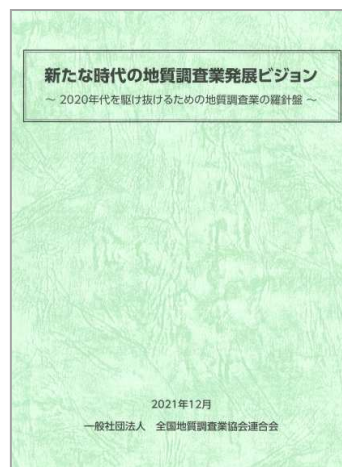 新たな時代の地質調査業発展ビジョン
～ 2020年代を駆け抜けるための地質調査業の羅針盤 ～
2021年12月
一般社団法人　全国地質調査業協会連合会